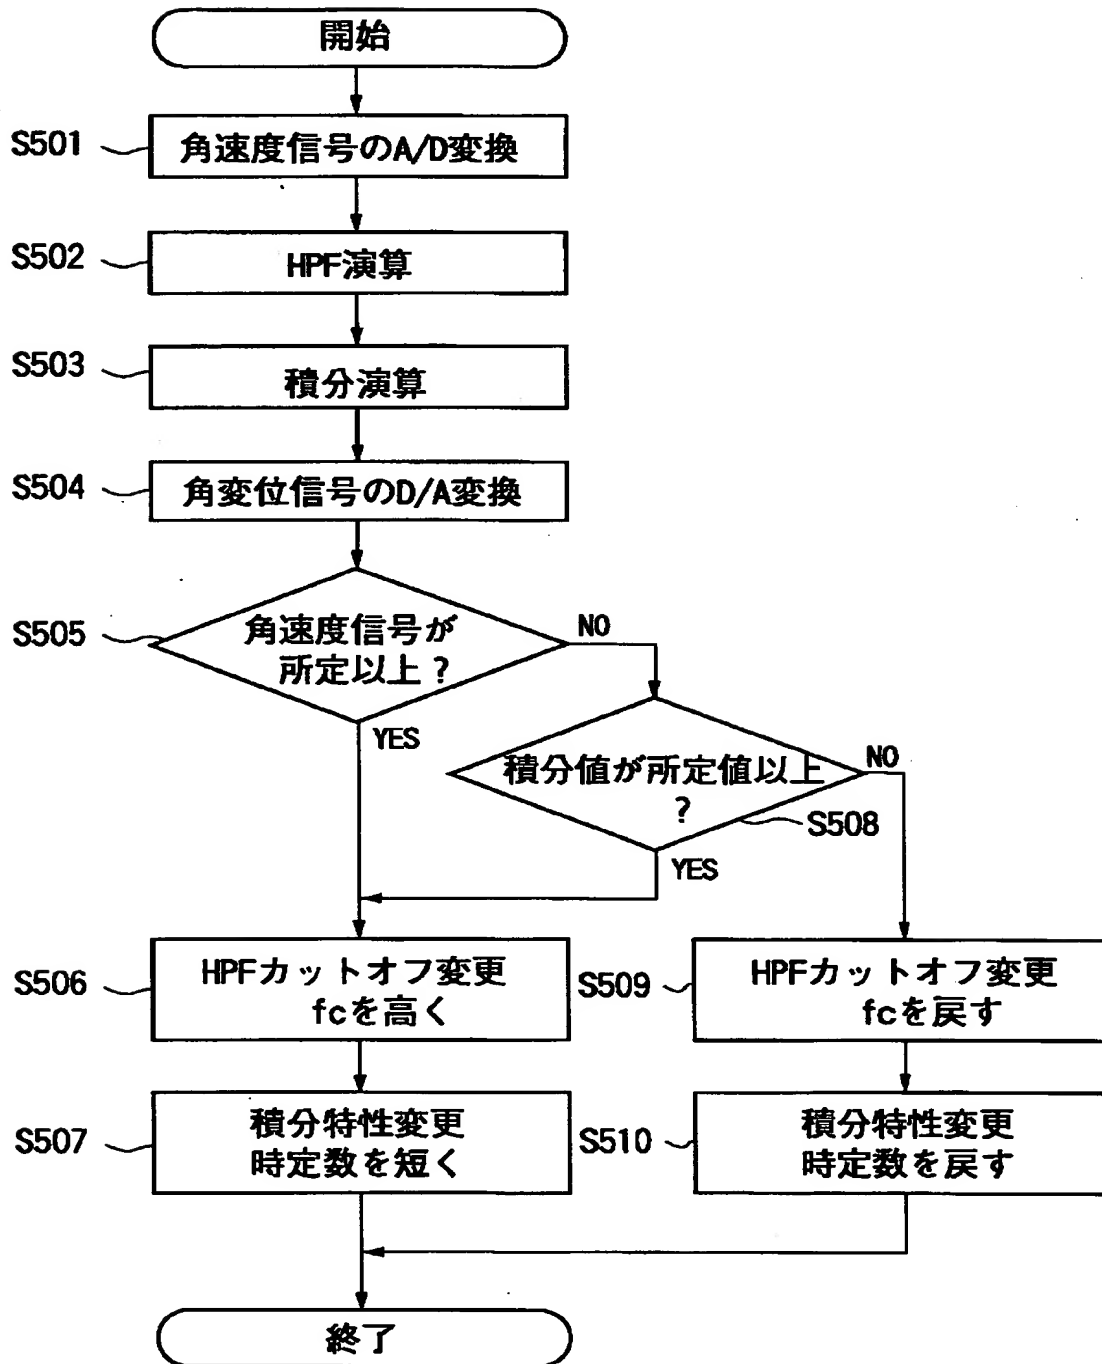 開始
S501
角速度信号のA/D変換
S502
HPF演算
S503
積分演算
S504
角変位信号のD/A変換
S505
角速度信号が
所定以上?
NO
YES
積分値が所定値以上
?
NO
S508
YES
S506
HPFカットオフ変更
fcを高く
S509
HPFカットオフ変更
fcを戻す
S507
積分特性変更
時定数を短く
S510
積分特性変更
時定数を戻す
終了